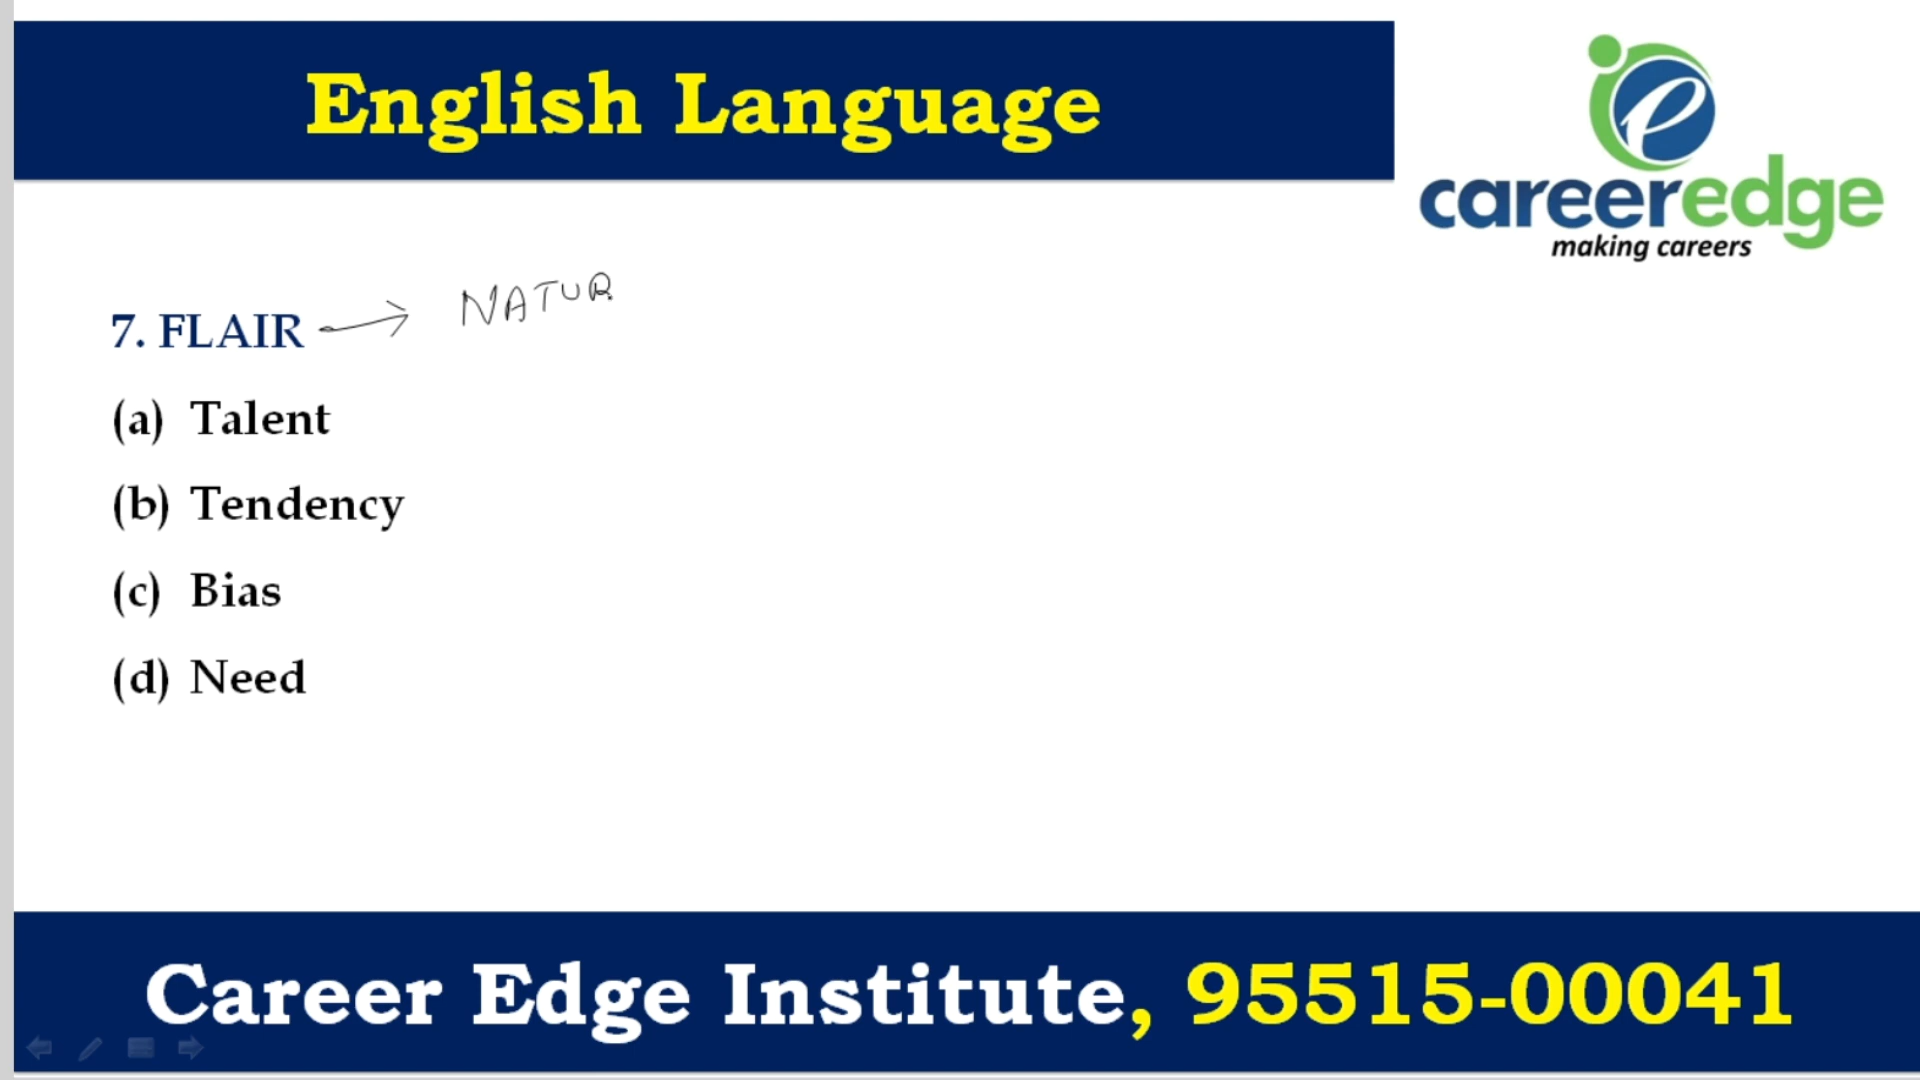 English Language
careeredge
making careers
7. FLAIR → NATUR
(a) Talent
(b) Tendency
(c) Bias
(d) Need
Career Edge Institute, 95515-00041